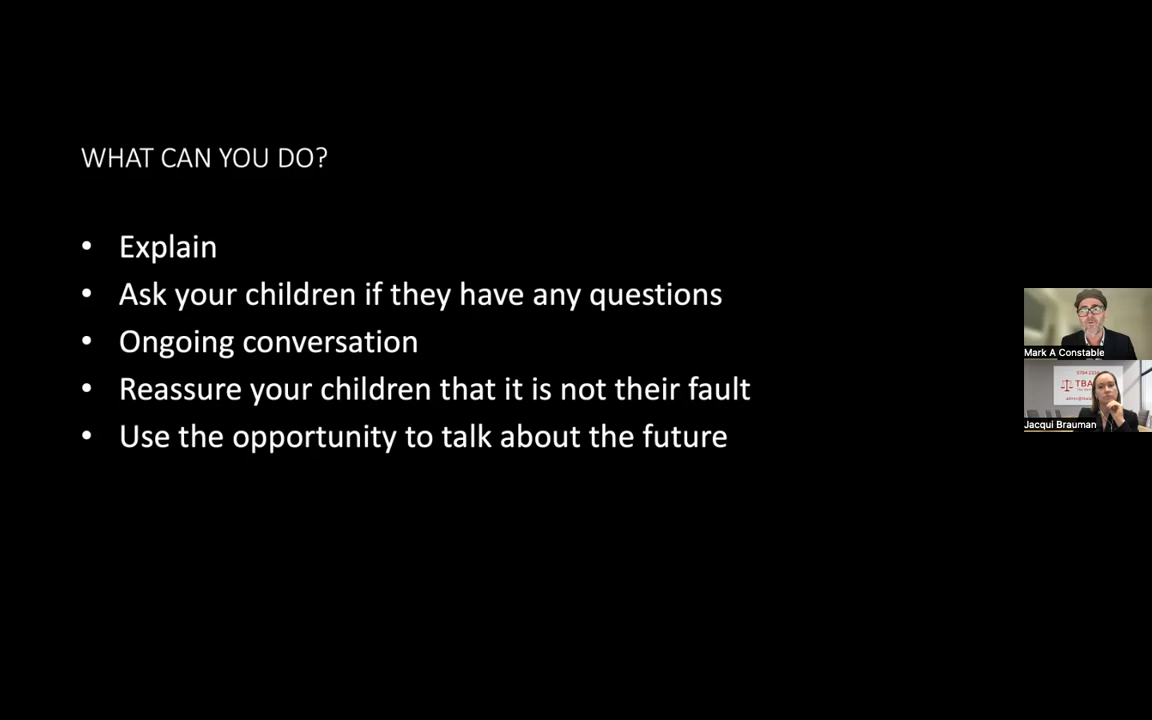 WHAT CAN YOU DO?
• Explain
• Ask your children if they have any questions
• Ongoing conversation
• Reassure your children that it is not their fault
• Use the opportunity to talk about the future
Mark A Constable
Jacqui Brauman